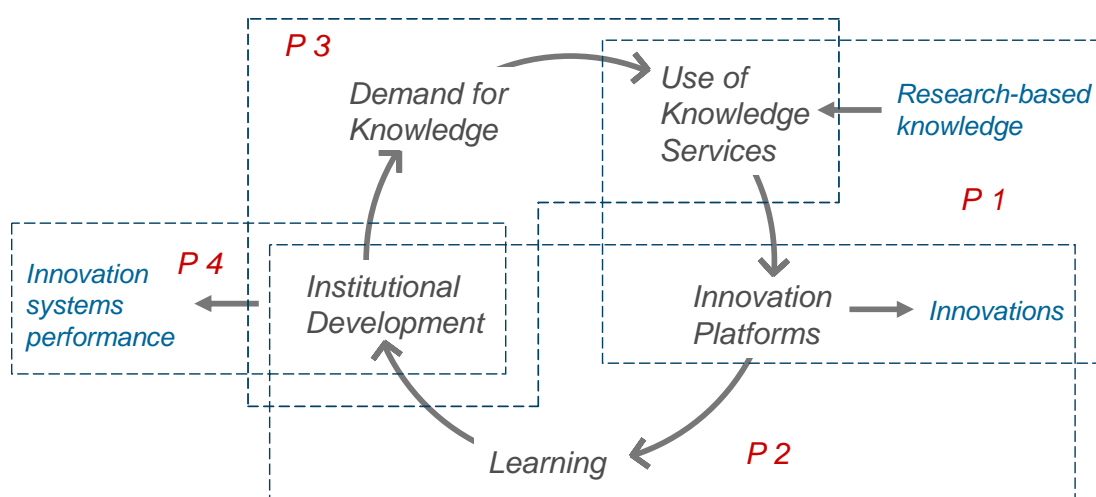 P 3
Demand for
Knowledge
Use of
Knowledge
Services
Research-based
knowledge
P 1
P 4
Innovation
systems
performance
Institutional
Development
Innovation
Platforms
Innovations
Learning
P 2